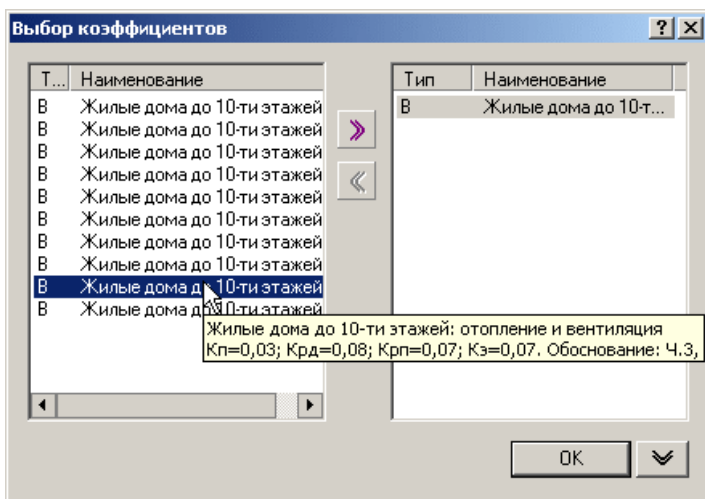 Выбор коэффициентов
Т... Наименование
Тип Наименование
В Жилые дома до 10-ти этажей
В Жилые дома до 10-т...
В Жилые дома до 10-ти этажей
В Жилые дома до 10-ти этажей
В Жилые дома до 10-ти этажей
В Жилые дома до 10-ти этажей
В Жилые дома до 10-ти этажей
В Жилые дома до 10-ти этажей
В Жилые дома до 10-ти этажей
В Жилые дома до 10-ти этажей
В Жилые дома до 10-ти этажей
Жилые дома до 10-ти этажей: отопление и вентиляция
Кп=0,03; Крд=0,08; Крп=0,07; Кэ=0,07. Обоснование: Ч.3,
OK